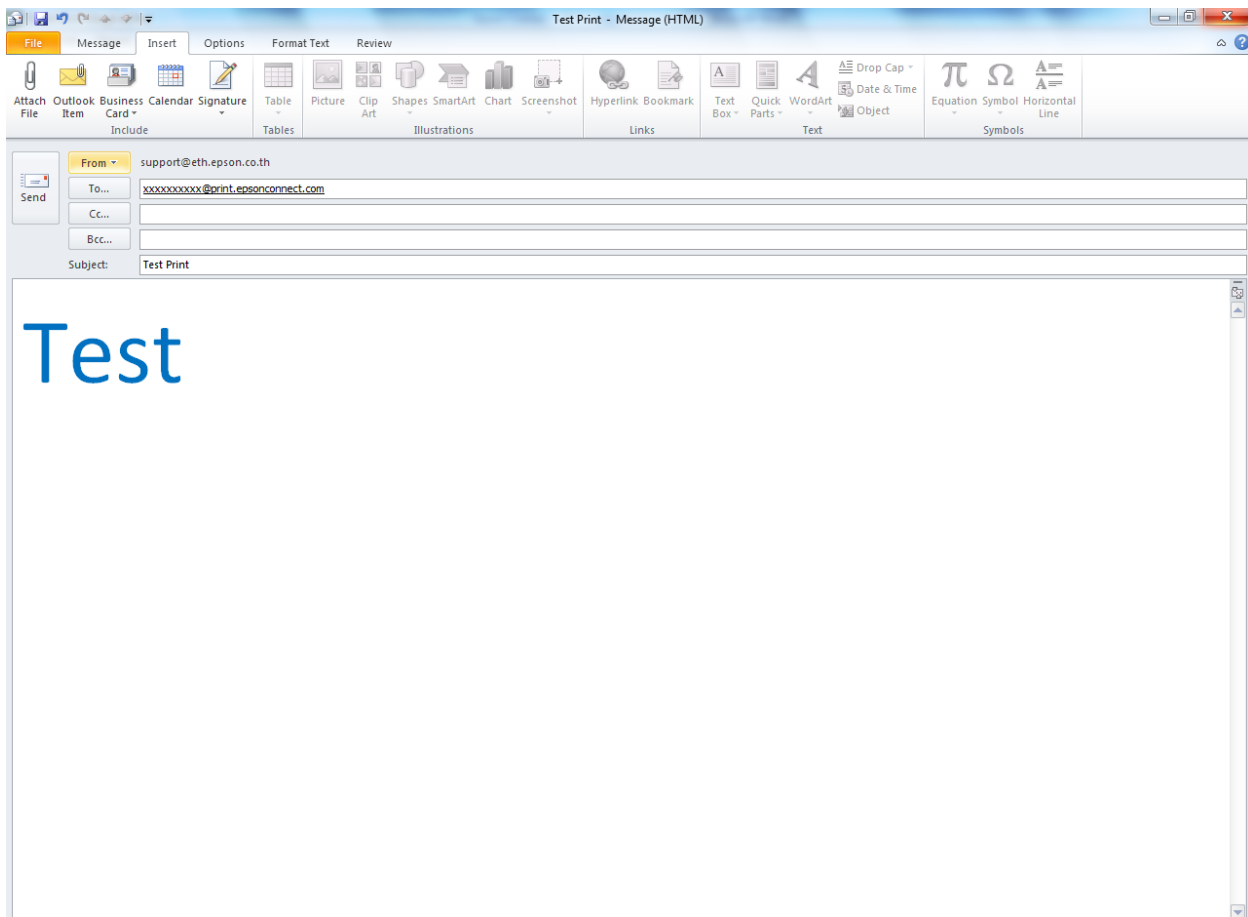 Test Print - Message (HTML)
File Message Insert Options Format Text Review
Attach File Outlook Item Business Card Calendar Signature Table Picture Clip Art Shapes SmartArt Chart Screenshot Hyperlink Bookmark Text Box Quick Parts WordArt Drop Cap Date & Time Object Equation Symbol Horizontal Line
Include Tables Illustrations Links Text Symbols
From support@eth.epson.co.th
Send
To... xxxxxxxxxx@print.epsonconnect.com
Cc...
Bcc...
Subject: Test Print
Test